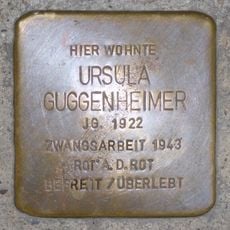 HIER WOHNTE
URSULA
GUGGENHEIMER
JG. 1922
ZWANGSARBEIT 1943
ROT A. D. ROT
BEFREIT / ÜBERLEBT